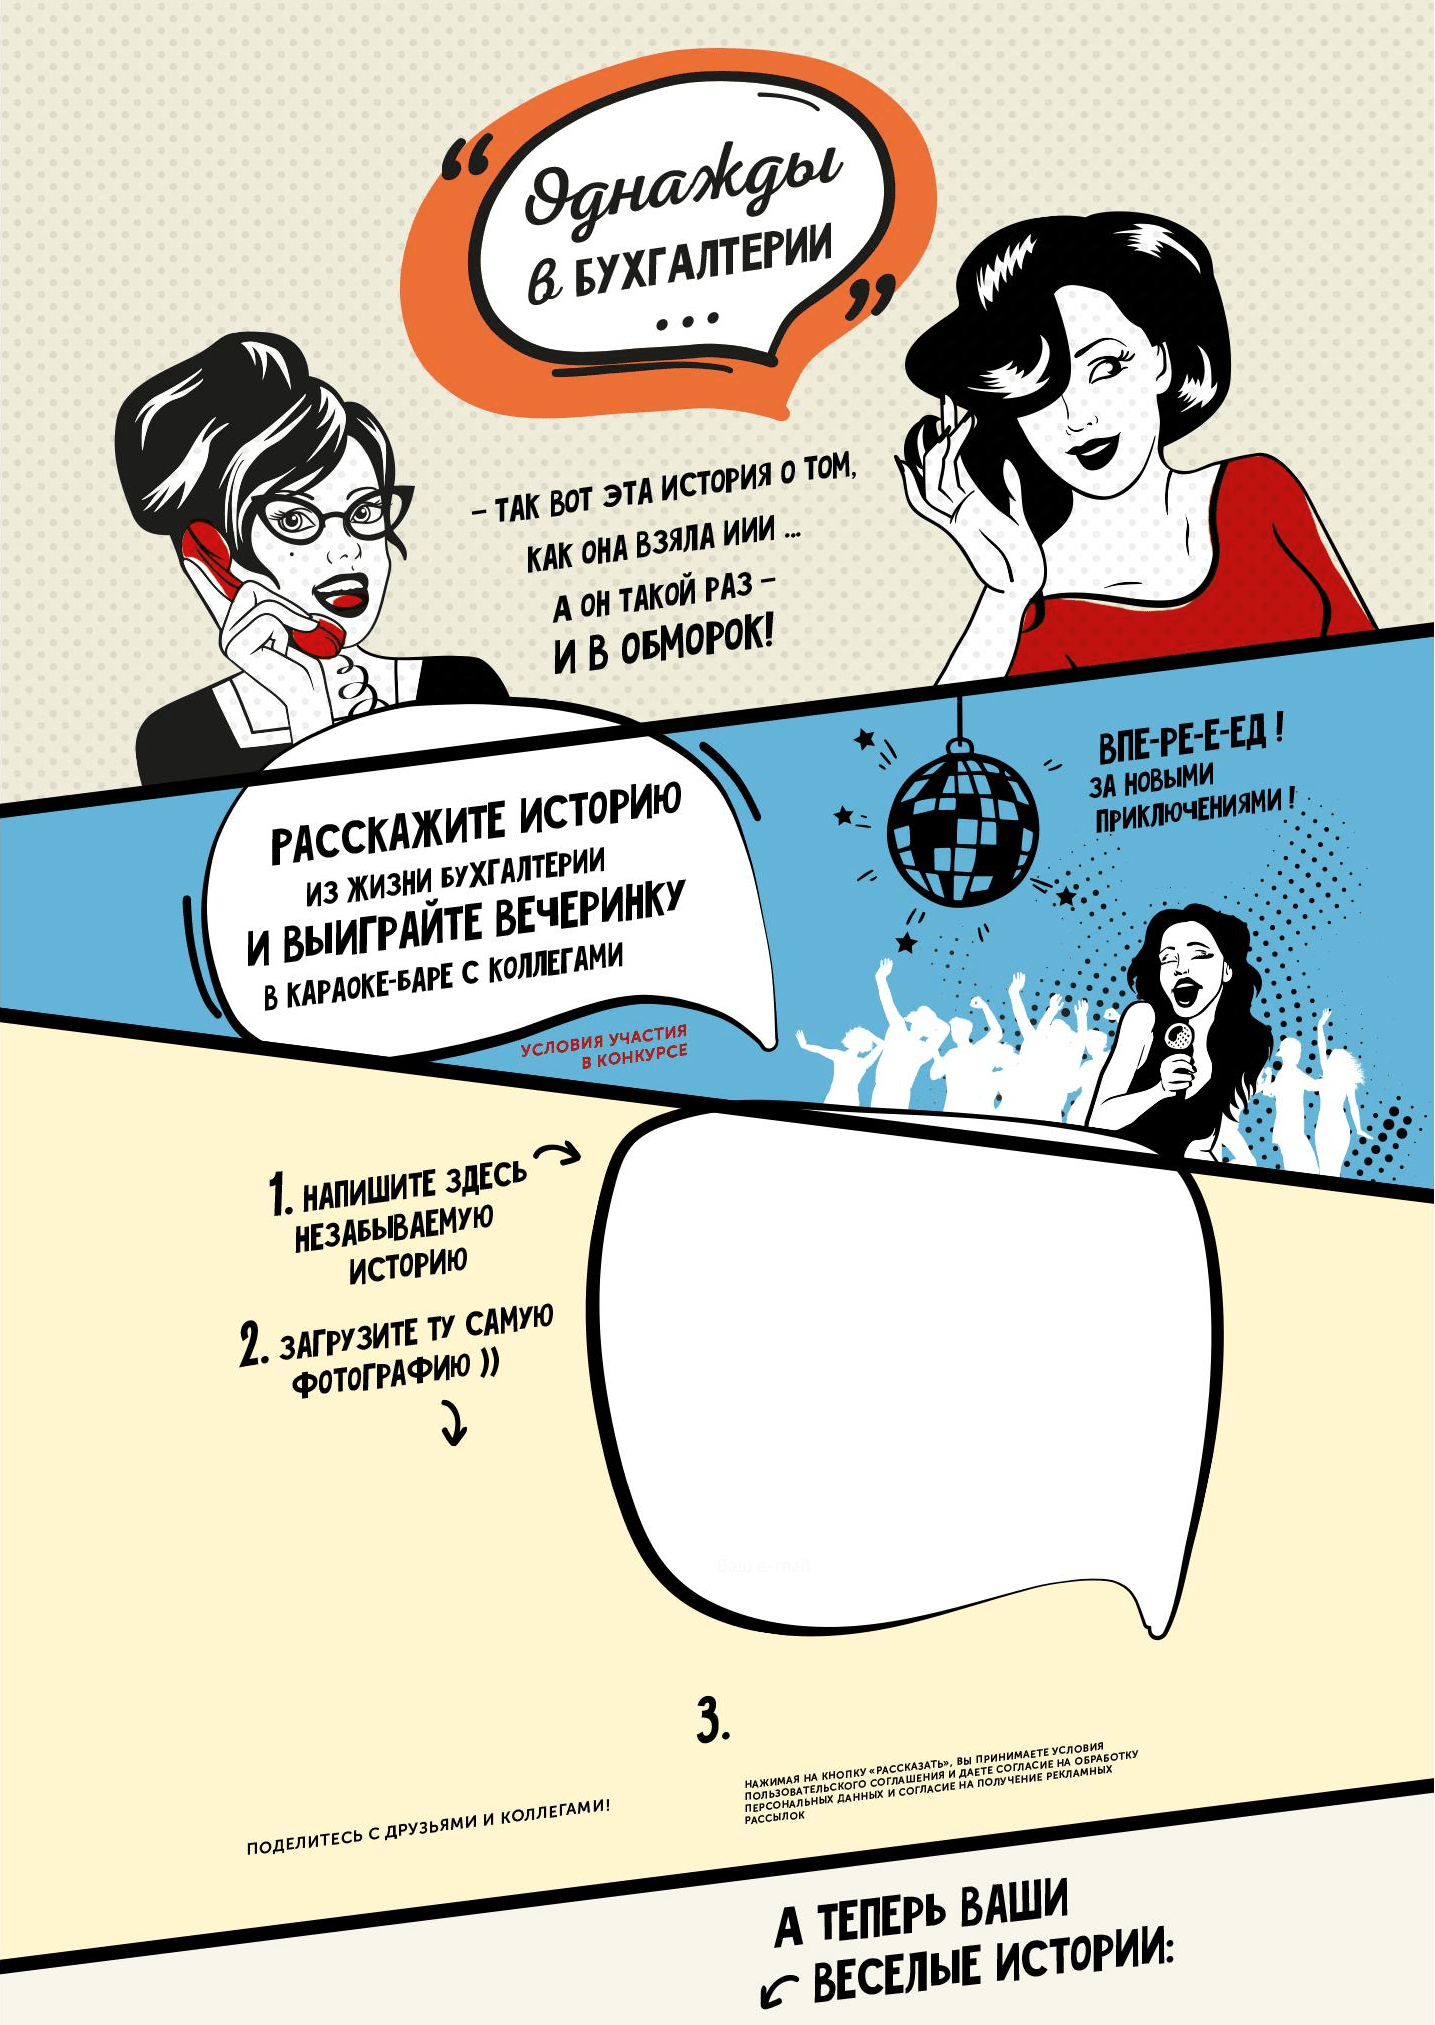 “Однажды
в БУХГАЛТЕРИИ
...”
– ТАК ВОТ ЭТА ИСТОРИЯ О ТОМ,
КАК ОНА ВЗЯЛА ИИИ ...
А ОН ТАКОЙ РАЗ –
И В ОБМОРОК!
ВПЕ-РЕ-Е-ЕД !
ЗА НОВЫМИ
ПРИКЛЮЧЕНИЯМИ !
РАССКАЖИТЕ ИСТОРИЮ
ИЗ ЖИЗНИ БУХГАЛТЕРИИ
И ВЫИГРАЙТЕ ВЕЧЕРИНКУ
В КАРАОКЕ-БАРЕ С КОЛЛЕГАМИ
УСЛОВИЯ УЧАСТИЯ
В КОНКУРСЕ
1. НАПИШИТЕ ЗДЕСЬ
НЕЗАБЫВАЕМУЮ
ИСТОРИЮ
2. ЗАГРУЗИТЕ ТУ САМУЮ
ФОТОГРАФИЮ ))
3.
НАЖИМАЯ НА КНОПКУ «РАССКАЗАТЬ», ВЫ ПРИНИМАЕТЕ УСЛОВИЯ
ПОЛЬЗОВАТЕЛЬСКОГО СОГЛАШЕНИЯ И ДАЕТЕ СОГЛАСИЕ НА ОБРАБОТКУ
ПЕРСОНАЛЬНЫХ ДАННЫХ И СОГЛАСИЕ НА ПОЛУЧЕНИЕ РЕКЛАМНЫХ
РАССЫЛОК
ПОДЕЛИТЕСЬ С ДРУЗЬЯМИ И КОЛЛЕГАМИ!
А ТЕПЕРЬ ВАШИ
ВЕСЕЛЫЕ ИСТОРИИ: